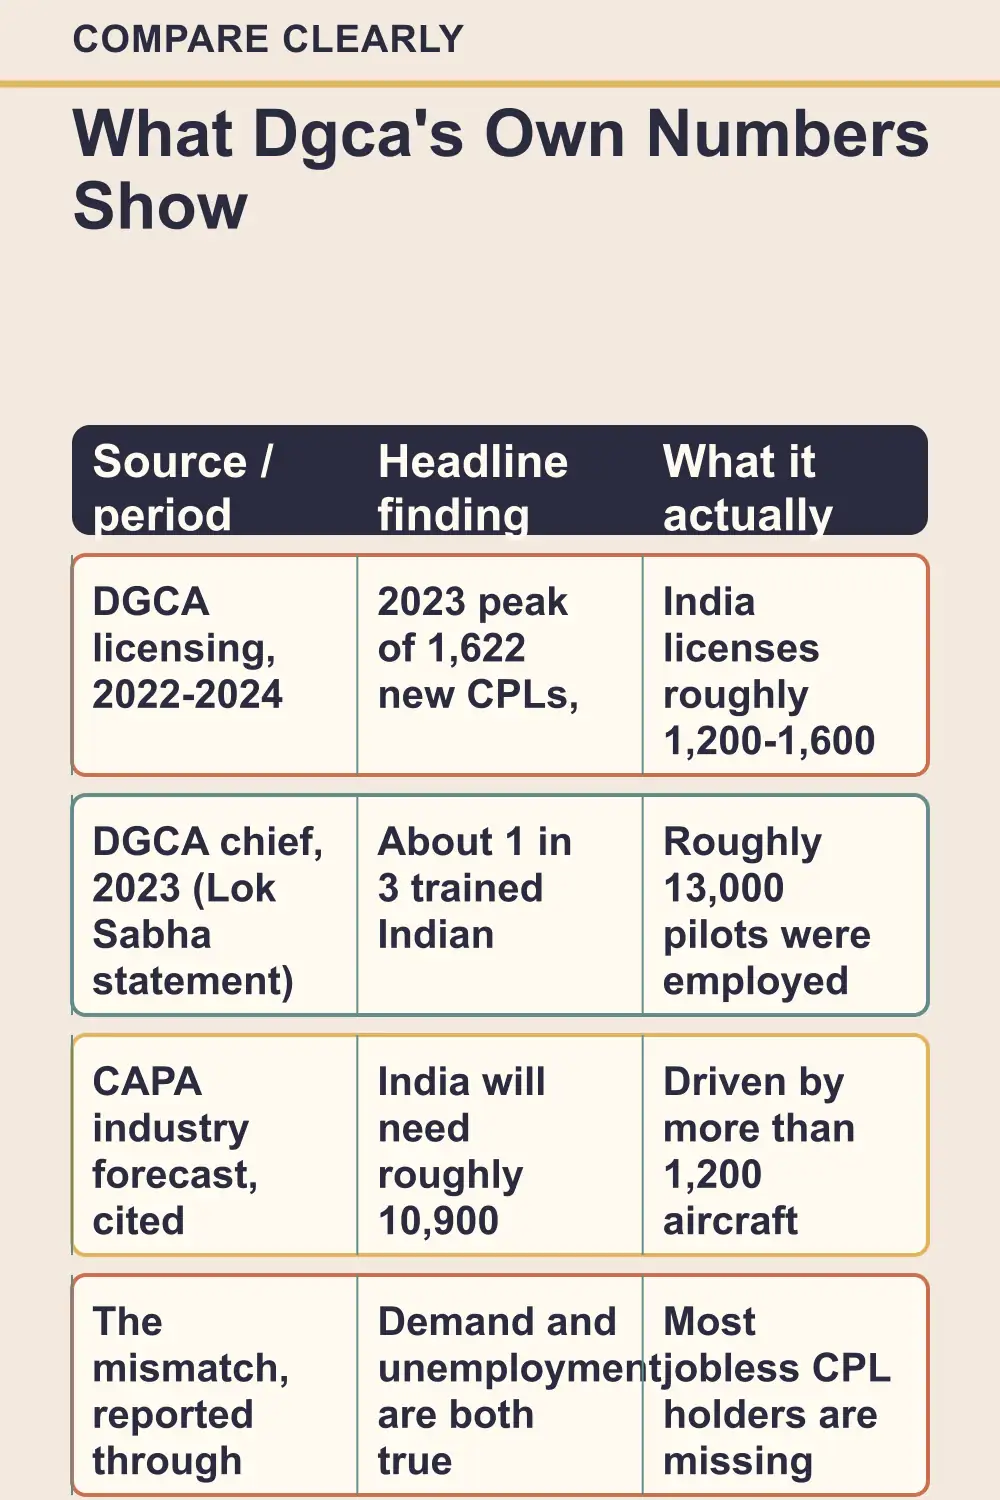 COMPARE CLEARLY
What Dgca's Own Numbers
Show
Source /
period
Headline
finding
What it
actually
DGCA
licensing,
2022-2024
2023 peak
of 1,622
new CPLs,
India
licenses
roughly
1,200-1,600
DGCA chief,
2023 (Lok
Sabha
statement)
About 1 in
3 trained
Indian
Roughly
13,000
pilots were
employed
CAPA
industry
forecast,
cited
India will
need
roughly
10,900
Driven by
more than
1,200
aircraft
The
mismatch,
reported
through
Demand and
unemployment
are both
true
Most
jobless CPL
holders are
missing